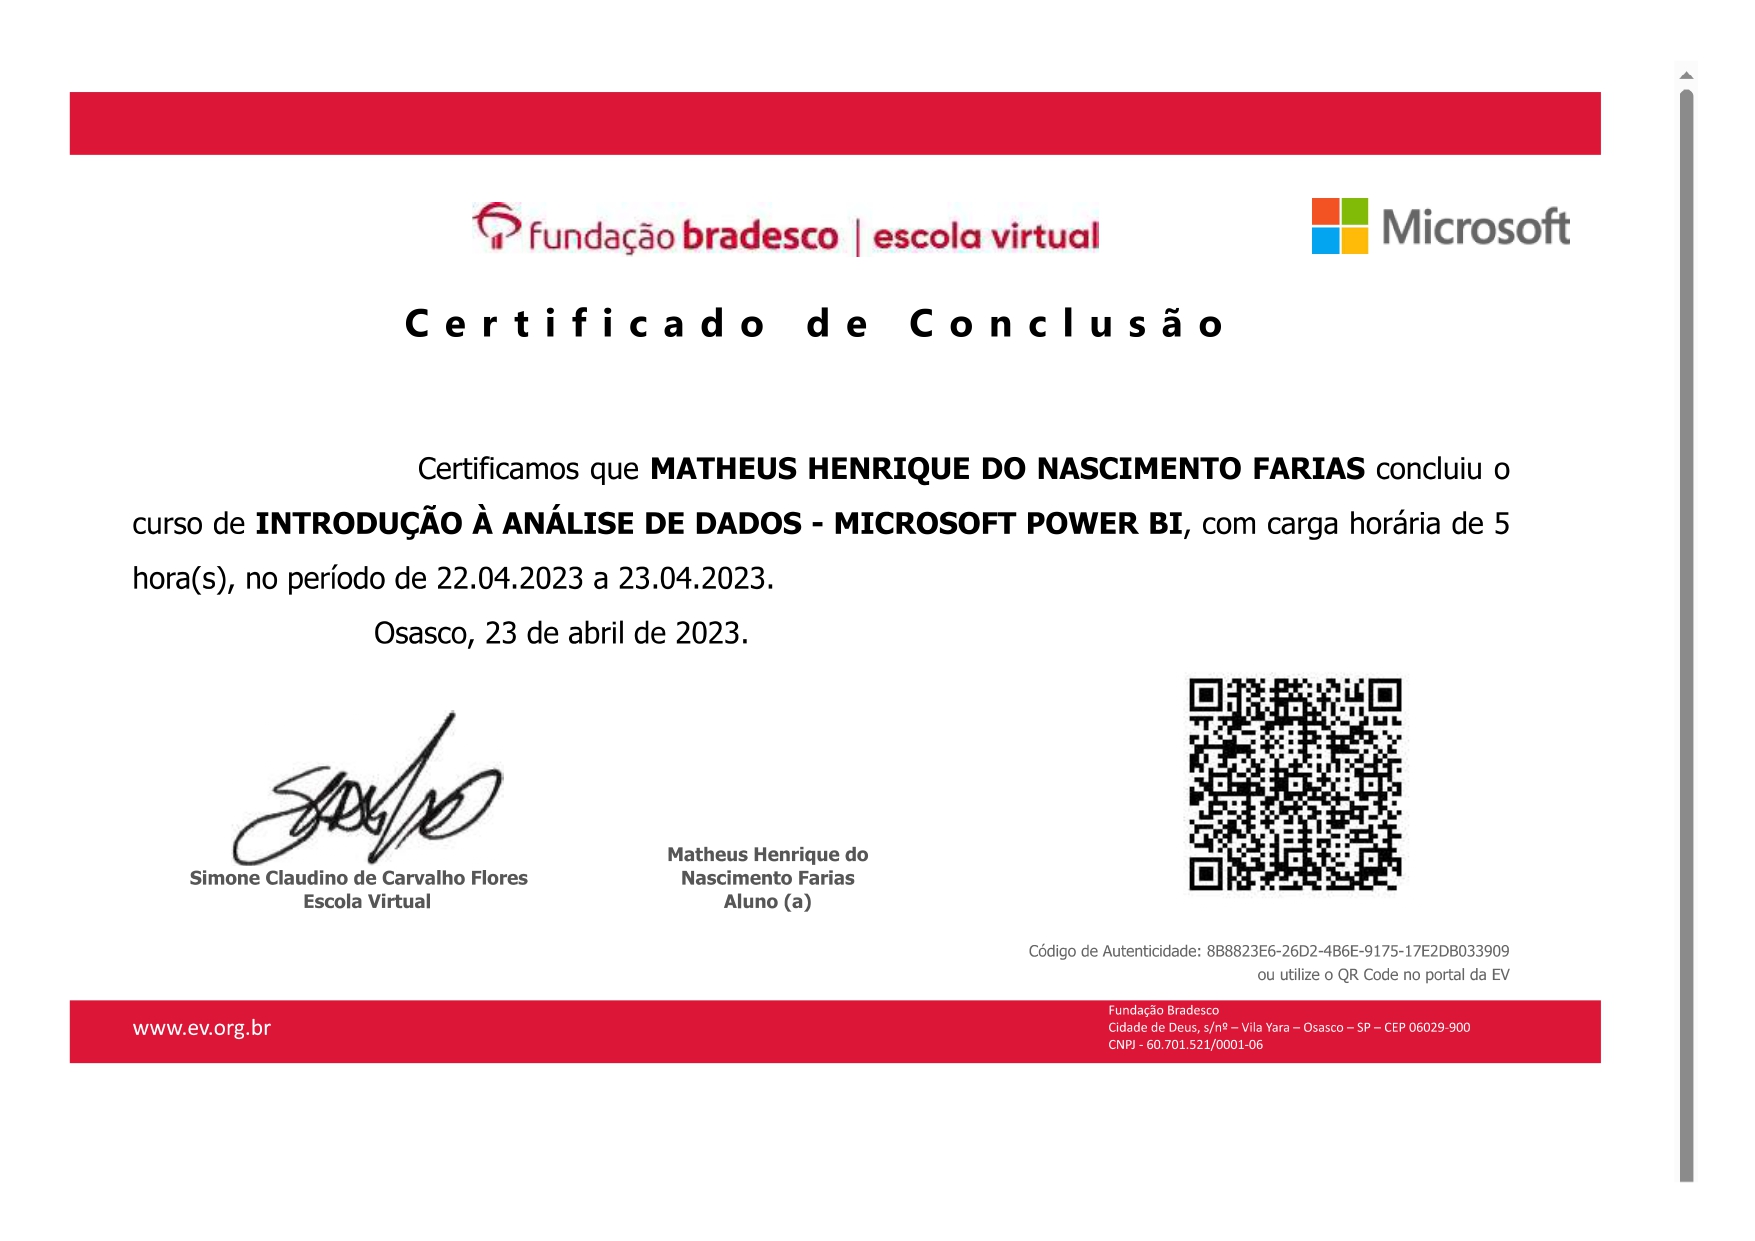 fundação bradesco | escola virtual
Microsoft
Certificado de Conclusão
Certificamos que MATHEUS HENRIQUE DO NASCIMENTO FARIAS concluiu o
curso de INTRODUÇÃO À ANÁLISE DE DADOS - MICROSOFT POWER BI, com carga horária de 5
hora(s), no período de 22.04.2023 a 23.04.2023.
Osasco, 23 de abril de 2023.
Simone Claudino de Carvalho Flores
Escola Virtual
Matheus Henrique do
Nascimento Farias
Aluno (a)
Código de Autenticidade: 8B8823E6-26D2-4B6E-9175-17E2DB033909
ou utilize o QR Code no portal da EV
www.ev.org.br
Fundação Bradesco
Cidade de Deus, s/nº – Vila Yara – Osasco – SP – CEP 06029-900
CNPJ - 60.701.521/0001-06